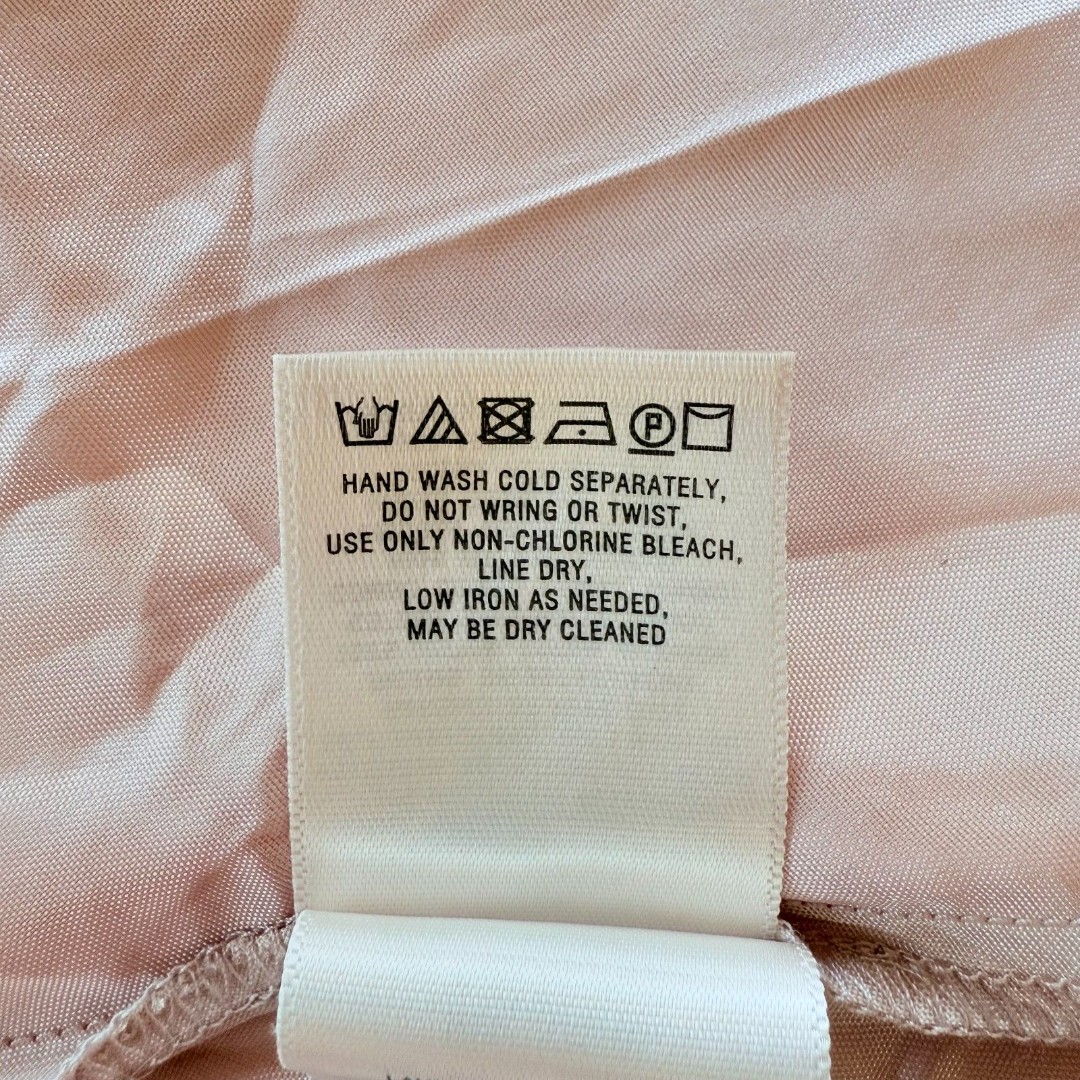 P
HAND WASH COLD SEPARATELY,
DO NOT WRING OR TWIST,
USE ONLY NON-CHLORINE BLEACH,
LINE DRY,
LOW IRON AS NEEDED,
MAY BE DRY CLEANED